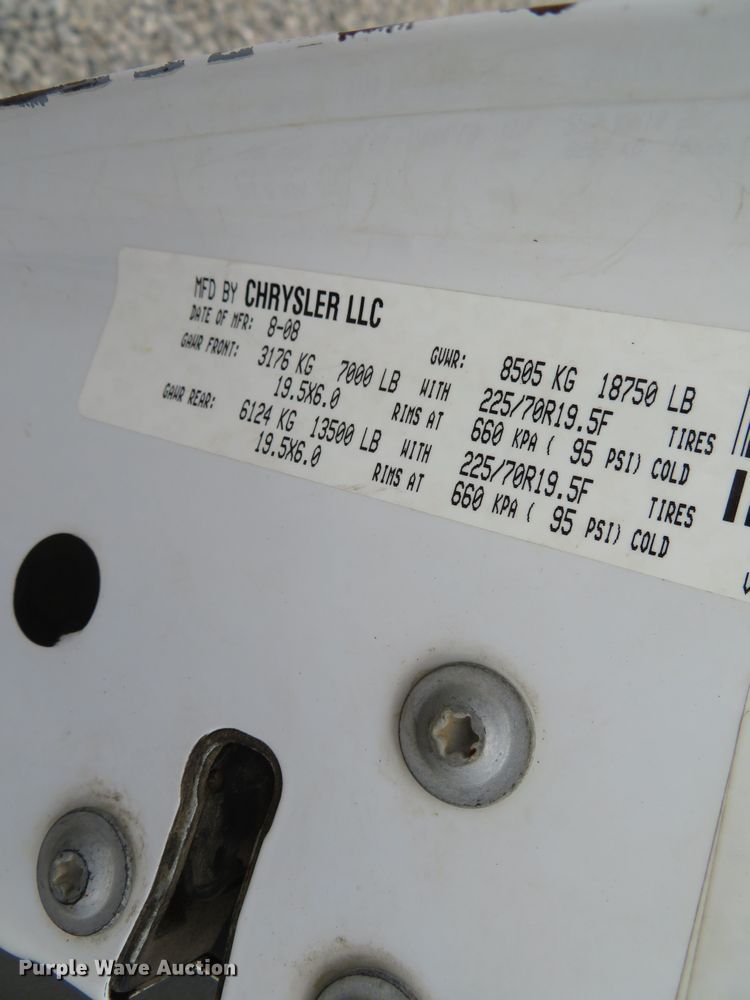 MFD BY CHRYSLER LLC
DATE OF MFR: 8-08 GVWR: 8505 KG 18750 LB
GAWR FRONT: 3176 KG 7000 LB WITH 225/70R19.5F TIRES
19.5X6.0 RIMS AT 660 KPA ( 95 PSI) COLD
GAWR REAR: 6124 KG 13500 LB WITH 225/70R19.5F TIRES
19.5X6.0 RIMS AT 660 KPA ( 95 PSI) COLD
Purple Wave Auction